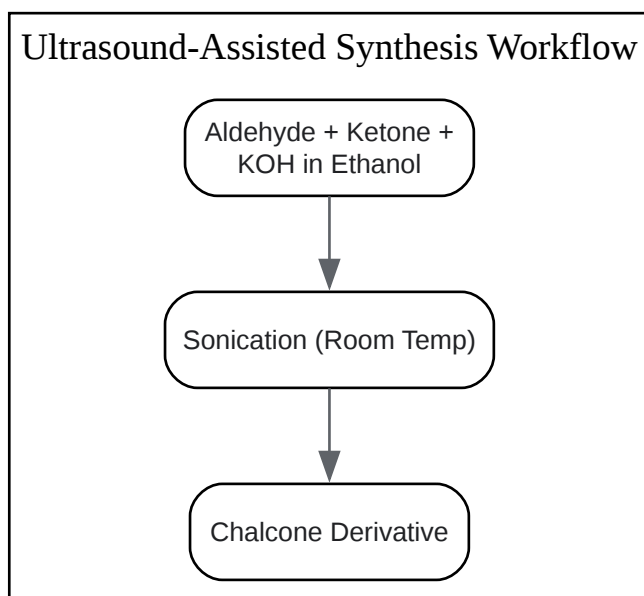 Ultrasound-Assisted Synthesis Workflow
Aldehyde + Ketone +
KOH in Ethanol
Sonication (Room Temp)
Chalcone Derivative